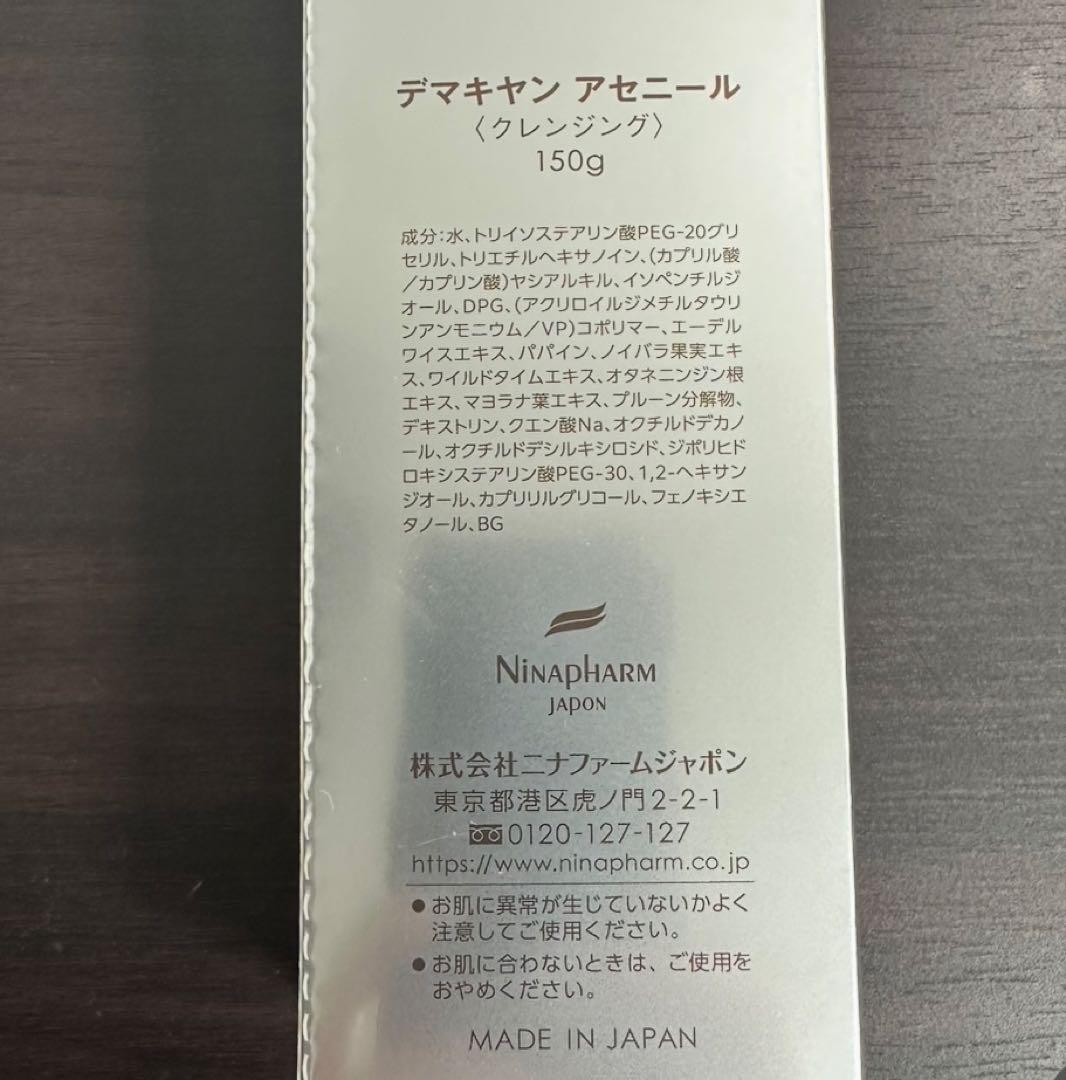 デマキヤン アセニール
〈クレンジング〉
150g
成分:水、トリイソステアリン酸PEG-20グリ
セリル、トリエチルヘキサノイン、(カプリル酸
/カプリン酸)ヤシアルキル、イソペンチルジ
オール、DPG、(アクリロイルジメチルタウリ
ンアンモニウム/VP)コポリマー、エーデル
ワイスエキス、パパイン、ノイバラ果実エキ
ス、ワイルドタイムエキス、オタネニンジン根
エキス、マヨラナ葉エキス、プルーン分解物、
デキストリン、クエン酸Na、オクチルドデカノ
ール、オクチルドデシルキシロシド、ジポリヒド
ロキシステアリン酸PEG-30、1,2-ヘキサン
ジオール、カプリリルグリコール、フェノキシエ
タノール、BG
NINAPHARM
JAPON
株式会社ニナファームジャポン
東京都港区虎ノ門2-2-1
0120-127-127
https://www.ninapharm.co.jp
●お肌に異常が生じていないかよく
注意してご使用ください。
●お肌に合わないときは、ご使用を
おやめください。
MADE IN JAPAN